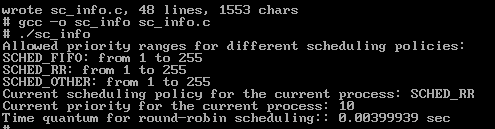 wrote sc_info.c, 48 lines, 1553 chars
# gcc -o sc_info sc_info.c
# ./sc_info
Allowed priority ranges for different scheduling policies:
SCHED_FIFO: from 1 to 255
SCHED_RR: from 1 to 255
SCHED_OTHER: from 1 to 255
Current scheduling policy for the current process: SCHED_RR
Current priority for the current process: 10
Time quantum for round-robin scheduling:: 0.00399939 sec
#